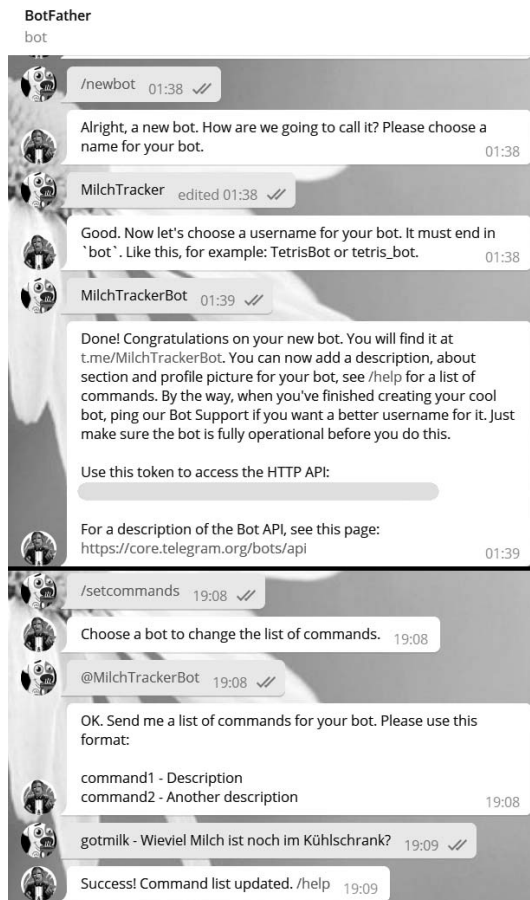 BotFather
bot
/newbot 01:38
Alright, a new bot. How are we going to call it? Please choose a
name for your bot. 01:38
MilchTracker edited 01:38
Good. Now let's choose a username for your bot. It must end in
`bot`. Like this, for example: TetrisBot or tetris_bot. 01:38
MilchTrackerBot 01:39
Done! Congratulations on your new bot. You will find it at
t.me/MilchTrackerBot. You can now add a description, about
section and profile picture for your bot, see /help for a list of
commands. By the way, when you've finished creating your cool
bot, ping our Bot Support if you want a better username for it. Just
make sure the bot is fully operational before you do this.
Use this token to access the HTTP API:
For a description of the Bot API, see this page:
https://core.telegram.org/bots/api 01:39
/setcommands 19:08
Choose a bot to change the list of commands. 19:08
@MilchTrackerBot 19:08
OK. Send me a list of commands for your bot. Please use this
format:
command1 - Description
command2 - Another description 19:08
gotmilk - Wieviel Milch ist noch im Kühlschrank? 19:09
Success! Command list updated. /help 19:09